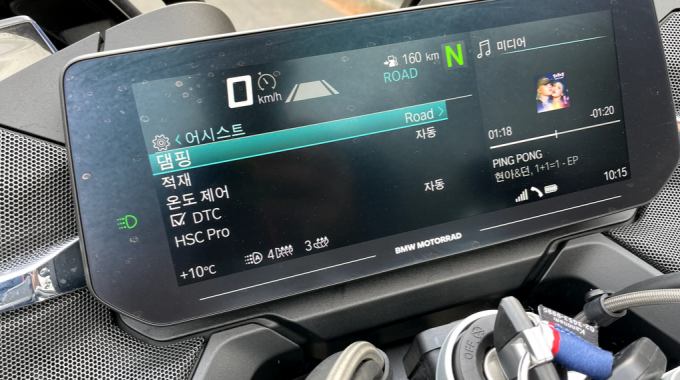 0 km/h
160 km N
ROAD
미디어
< 어시스트
댐핑 Road >
적재 자동
온도 제어 자동
DTC
HSC Pro
+10°C 4 3
01:18 -01:20
PING PONG
현아&던, 1+1=1 - EP
10:15
BMW MOTORRAD
OFF